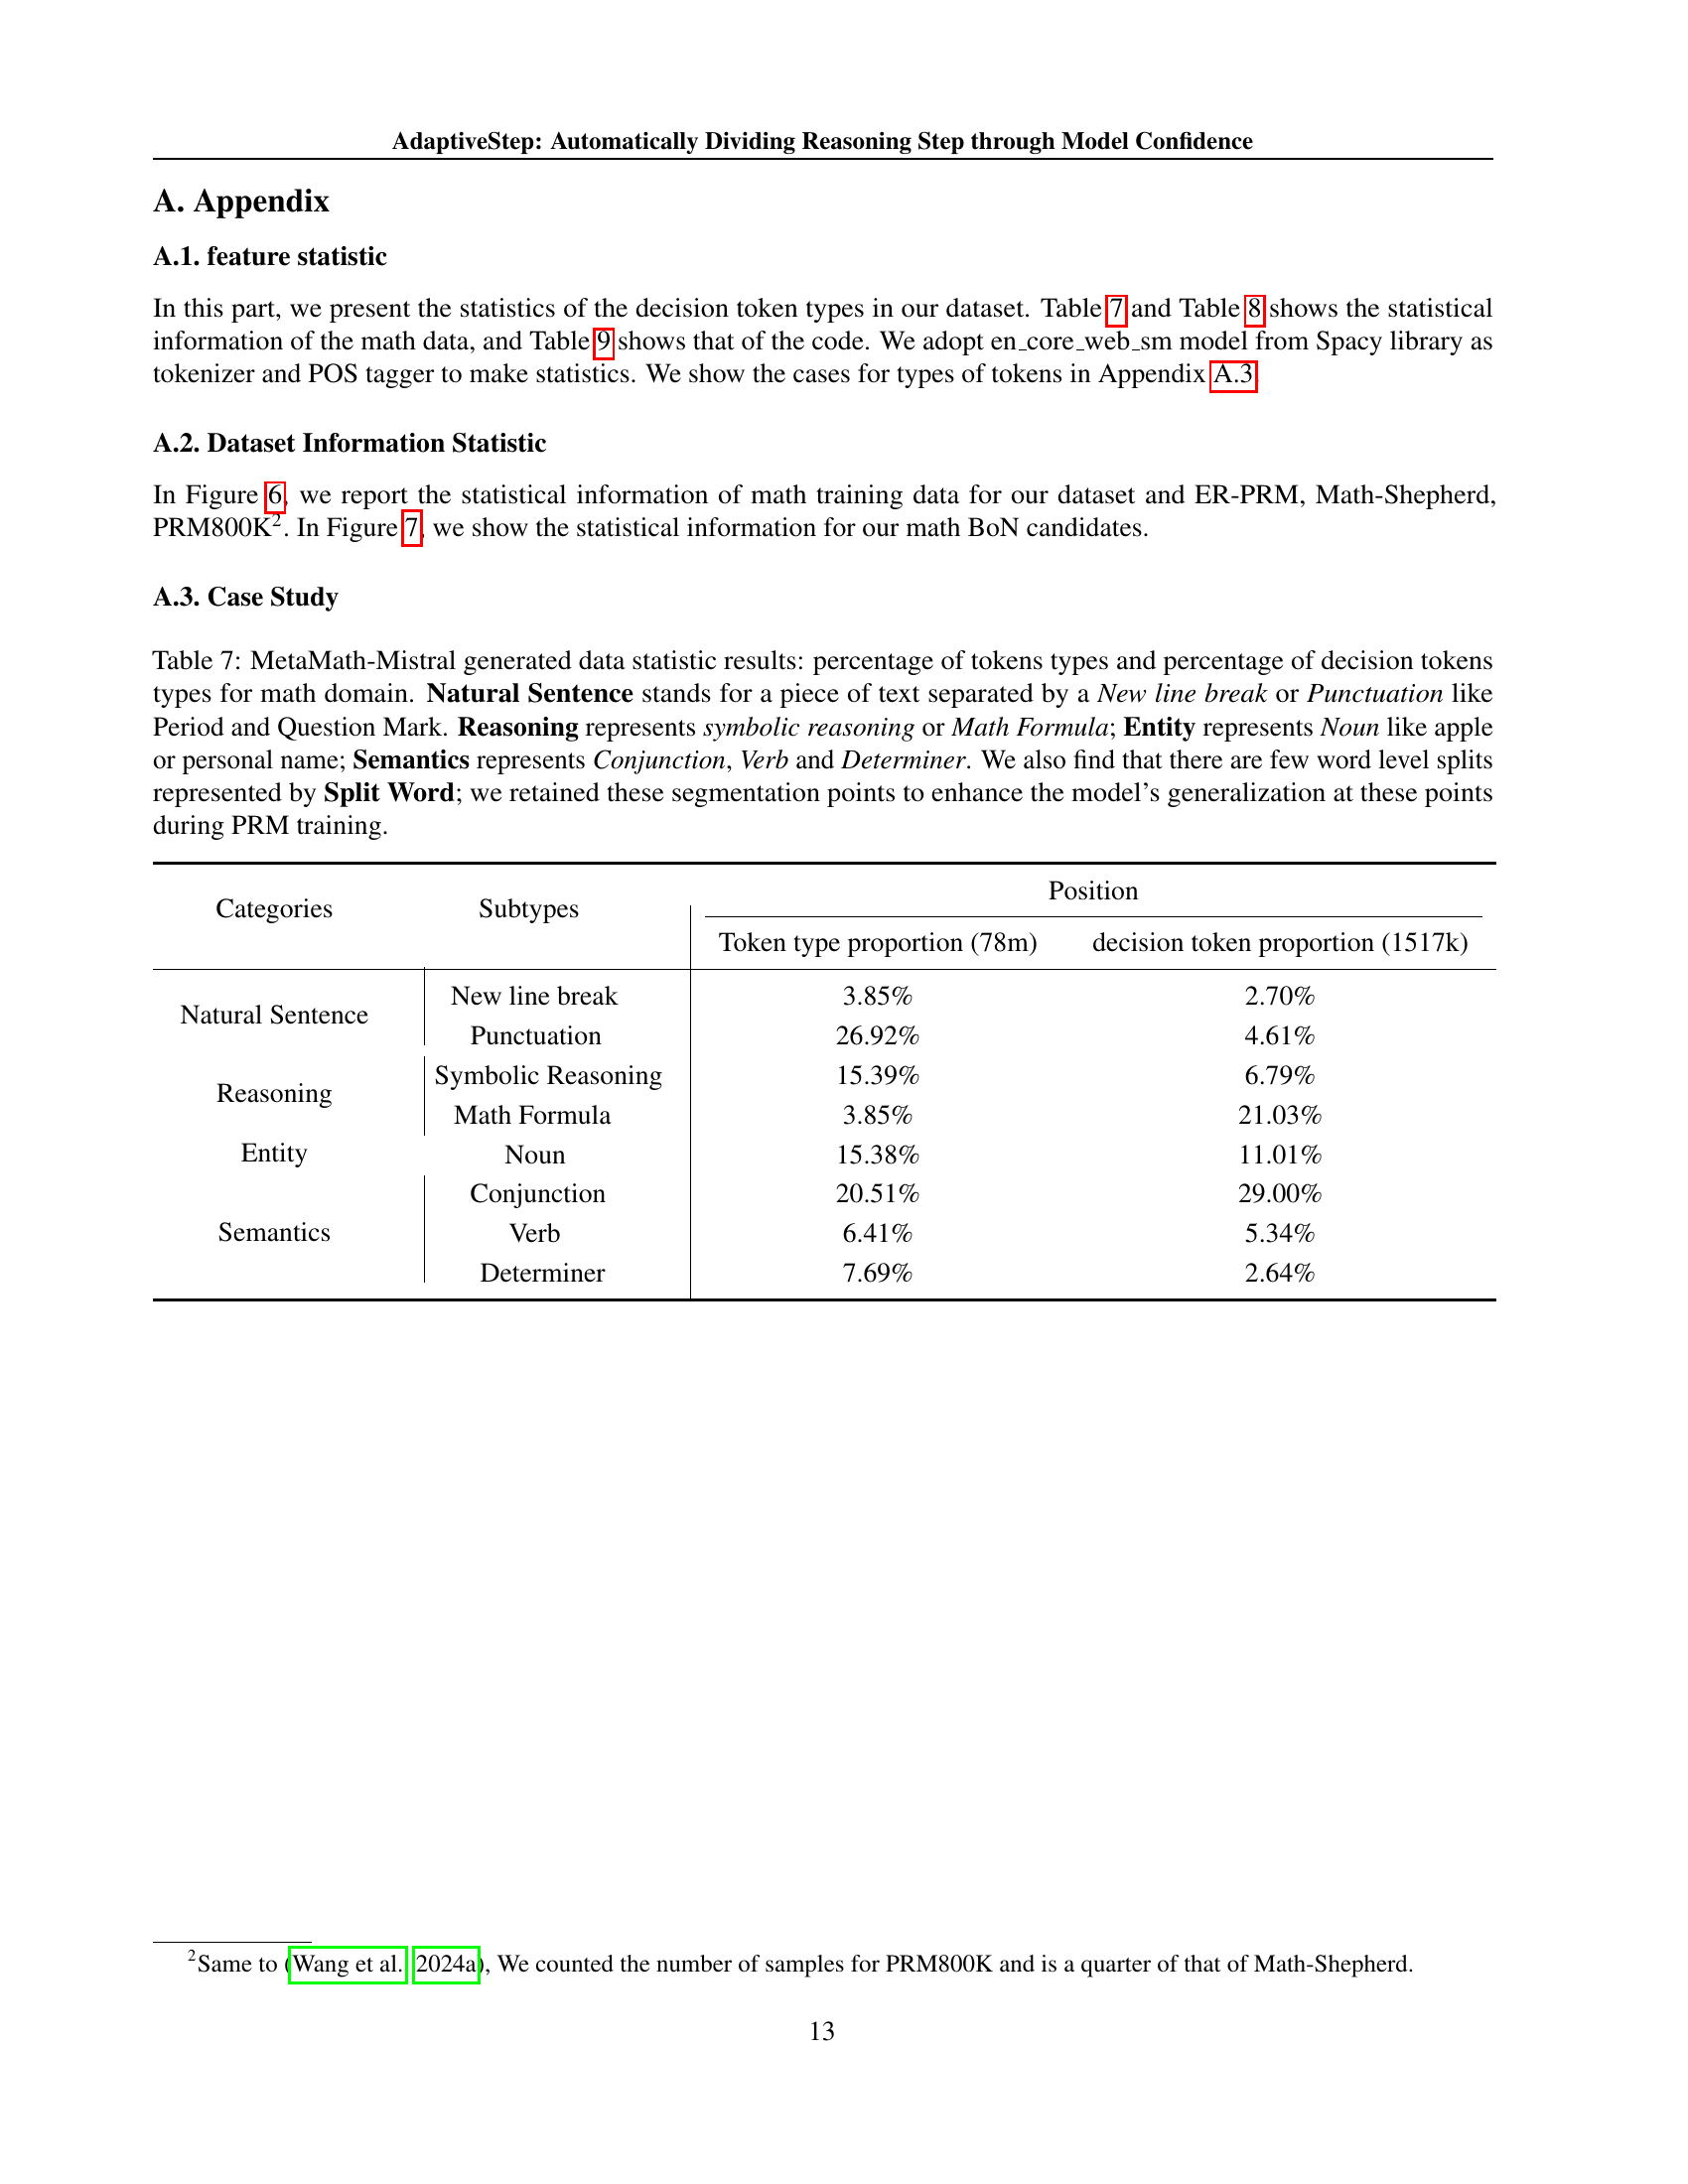 AdaptiveStep: Automatically Dividing Reasoning Step through Model Confidence
A. Appendix
A.1. feature statistic
In this part, we present the statistics of the decision token types in our dataset. Table 7 and Table 8 shows the statistical
information of the math data, and Table 9 shows that of the code. We adopt en_core_web_sm model from Spacy library as
tokenizer and POS tagger to make statistics. We show the cases for types of tokens in Appendix A.3.
A.2. Dataset Information Statistic
In Figure 6, we report the statistical information of math training data for our dataset and ER-PRM, Math-Shepherd,
PRM800K2. In Figure 7, we show the statistical information for our math BoN candidates.
A.3. Case Study
Table 7: MetaMath-Mistral generated data statistic results: percentage of tokens types and percentage of decision tokens
types for math domain. Natural Sentence stands for a piece of text separated by a New line break or Punctuation like
Period and Question Mark. Reasoning represents symbolic reasoning or Math Formula; Entity represents Noun like apple
or personal name; Semantics represents Conjunction, Verb and Determiner. We also find that there are few word level splits
represented by Split Word; we retained these segmentation points to enhance the model's generalization at these points
during PRM training.
Categories Subtypes Position
Token type proportion (78m) decision token proportion (1517k)
Natural Sentence New line break 3.85% 2.70%
Punctuation 26.92% 4.61%
Reasoning Symbolic Reasoning 15.39% 6.79%
Math Formula 3.85% 21.03%
Entity Noun 15.38% 11.01%
Semantics Conjunction 20.51% 29.00%
Verb 6.41% 5.34%
Determiner 7.69% 2.64%
2Same to (Wang et al., 2024a), We counted the number of samples for PRM800K and is a quarter of that of Math-Shepherd.
13